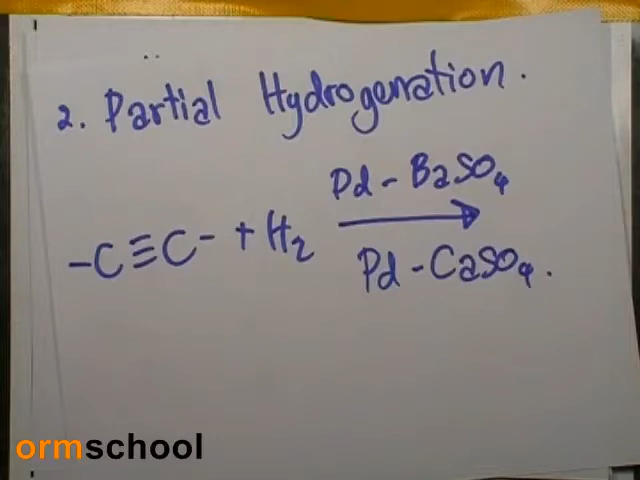 2. Partial Hydrogenation.
Pd - BaSO₄
-C≡C- + H₂ →
Pd - CaSO₄.
ormschool